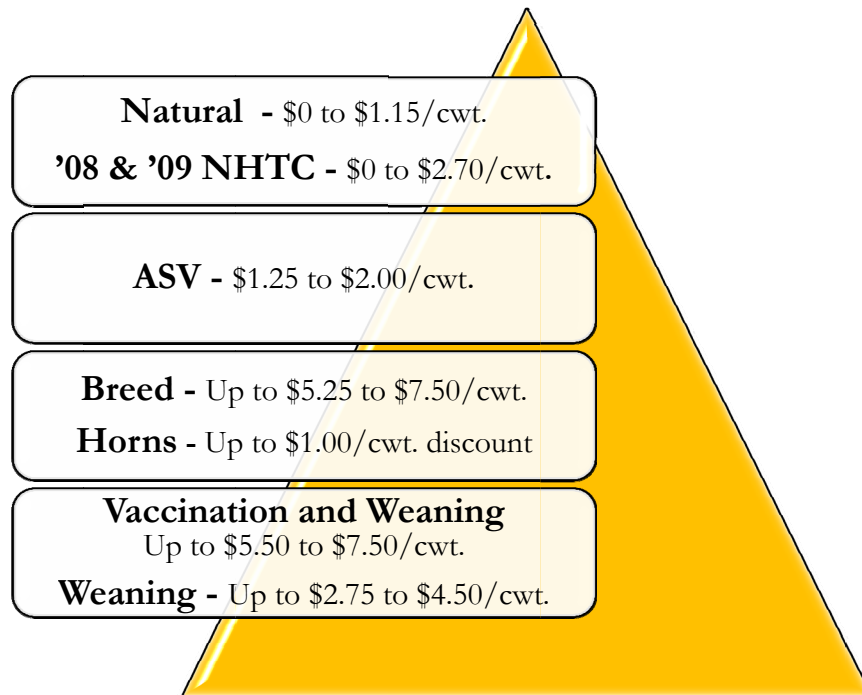 Natural - $0 to $1.15/cwt.
’08 & ’09 NHTC - $0 to $2.70/cwt.
ASV - $1.25 to $2.00/cwt.
Breed - Up to $5.25 to $7.50/cwt.
Horns - Up to $1.00/cwt. discount
Vaccination and Weaning
Up to $5.50 to $7.50/cwt.
Weaning - Up to $2.75 to $4.50/cwt.